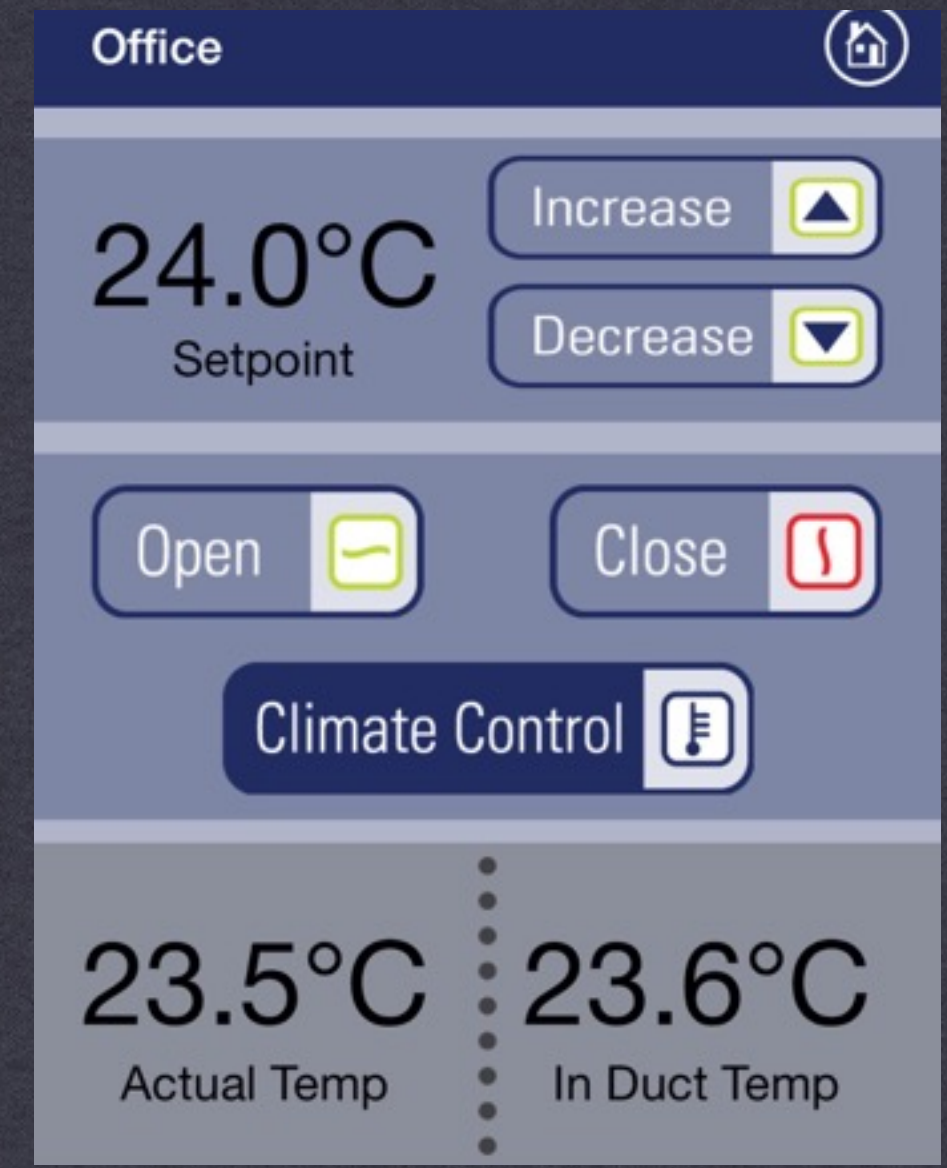 Office
24.0°C
Setpoint
Increase
Decrease
Open
Close
Climate Control
23.5°C
Actual Temp
23.6°C
In Duct Temp